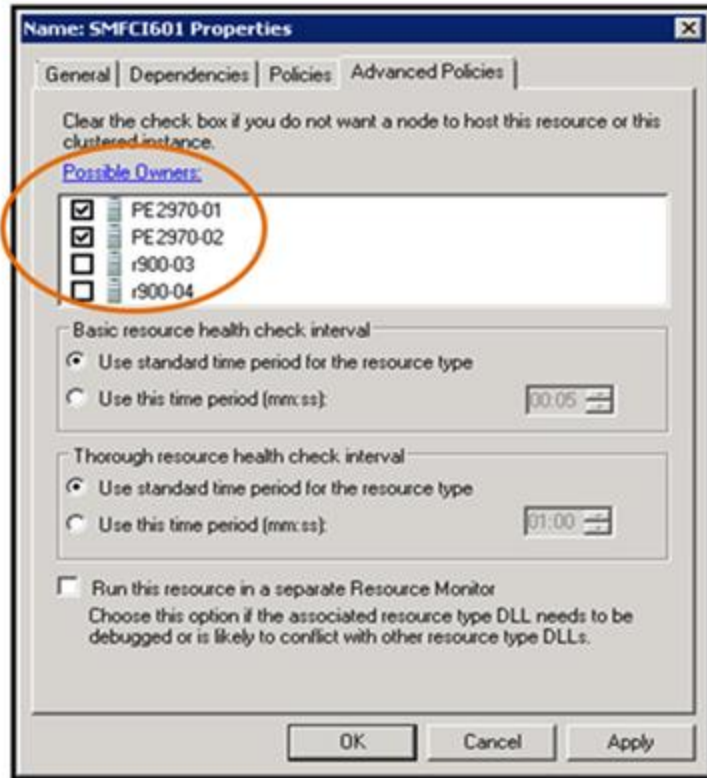 Name: SMFCI601 Properties
General
Dependencies
Policies
Advanced Policies
Clear the check box if you do not want a node to host this resource or this
clustered instance.
Possible Owners:
PE2970-01
PE2970-02
r900-03
r900-04
Basic resource health check interval
Use standard time period for the resource type
Use this time period (mm:ss):
00:05
Thorough resource health check interval
Use standard time period for the resource type
Use this time period (mm:ss):
01:00
Run this resource in a separate Resource Monitor
Choose this option if the associated resource type DLL needs to be
debugged or is likely to conflict with other resource type DLLs.
OK
Cancel
Apply